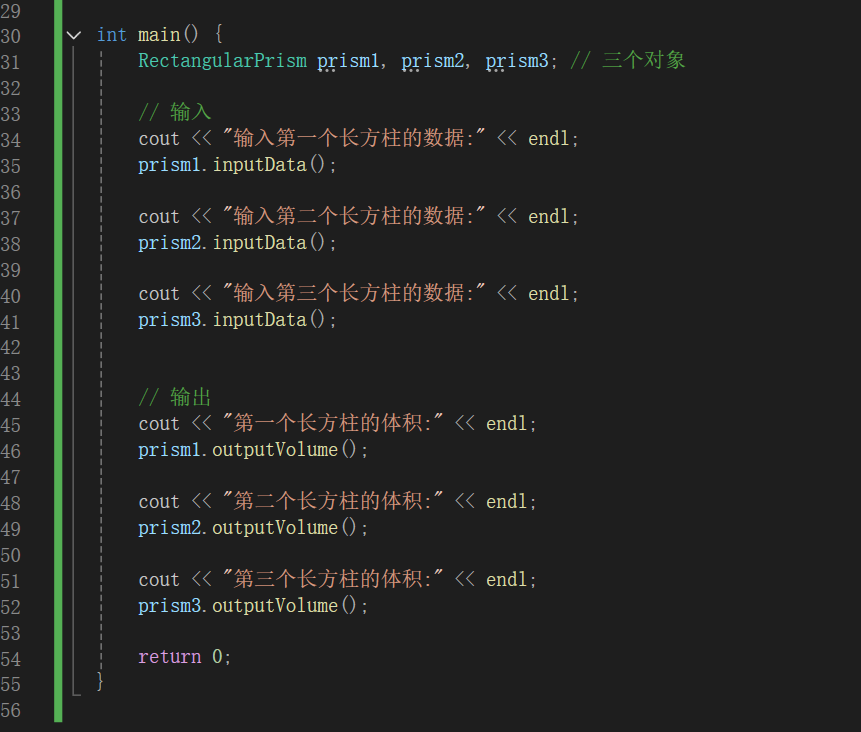 29
30 int main() {
31 RectangularPrism prism1, prism2, prism3; // 三个对象
32
33 // 输入
34 cout << "输入第一个长方柱的数据:" << endl;
35 prism1.inputData();
36
37 cout << "输入第二个长方柱的数据:" << endl;
38 prism2.inputData();
39
40 cout << "输入第三个长方柱的数据:" << endl;
41 prism3.inputData();
42
43
44 // 输出
45 cout << "第一个长方柱的体积:" << endl;
46 prism1.outputVolume();
47
48 cout << "第二个长方柱的体积:" << endl;
49 prism2.outputVolume();
50
51 cout << "第三个长方柱的体积:" << endl;
52 prism3.outputVolume();
53
54 return 0;
55 }
56